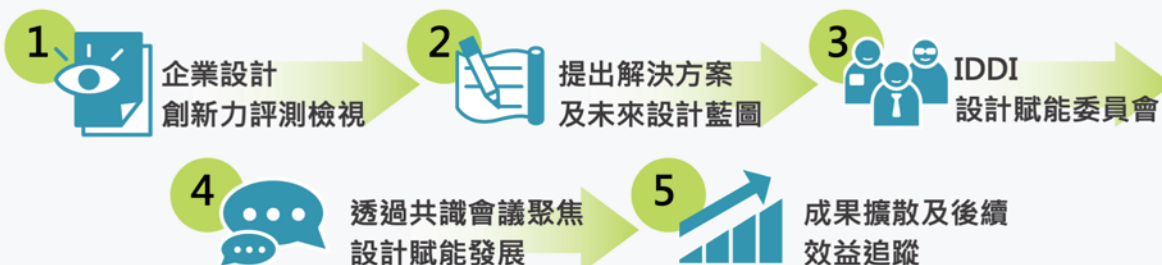 1
企業設計
創新力評測檢視
2
提出解決方案
及未來設計藍圖
3
IDDI
設計賦能委員會
4
透過共識會議聚焦
設計賦能發展
5
成果擴散及後續
效益追蹤